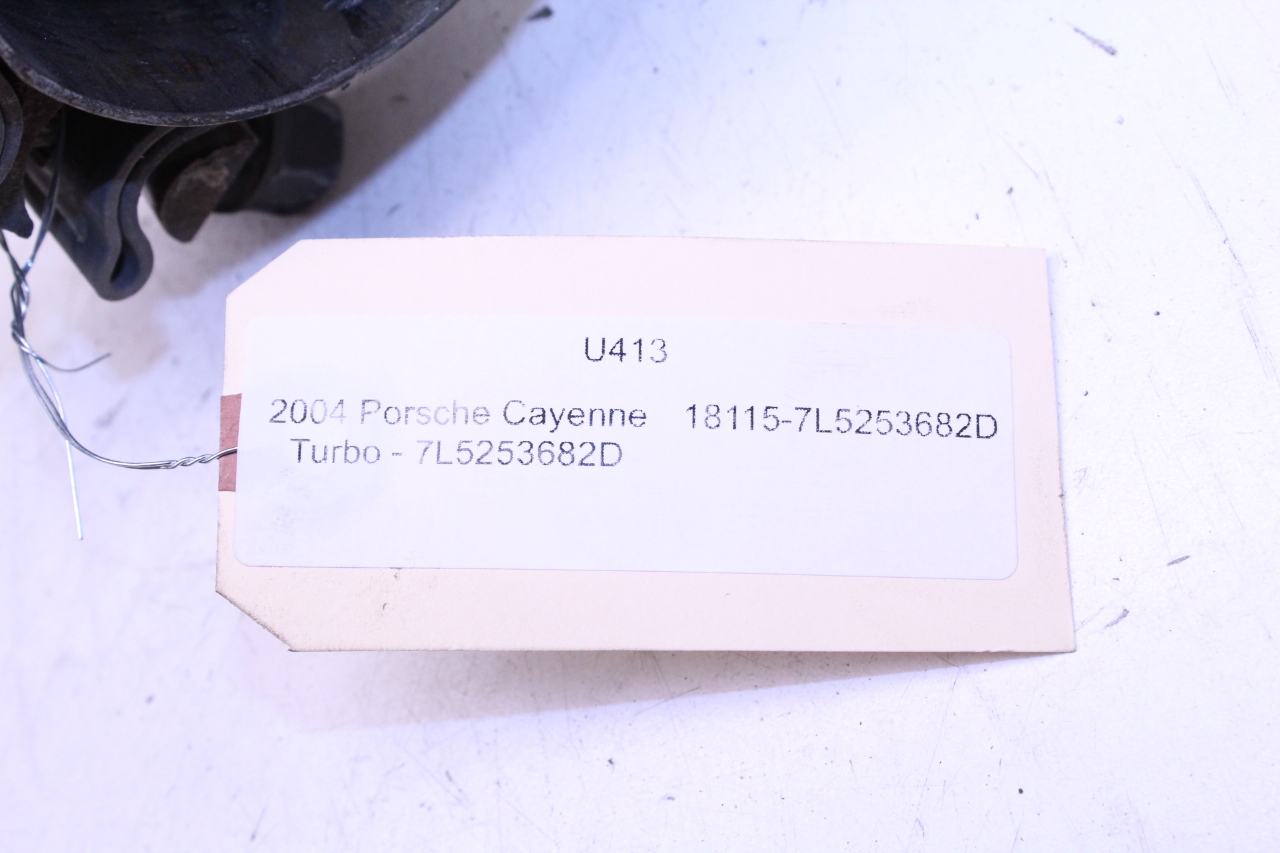 U413
2004 Porsche Cayenne 18115-7L5253682D
Turbo - 7L5253682D